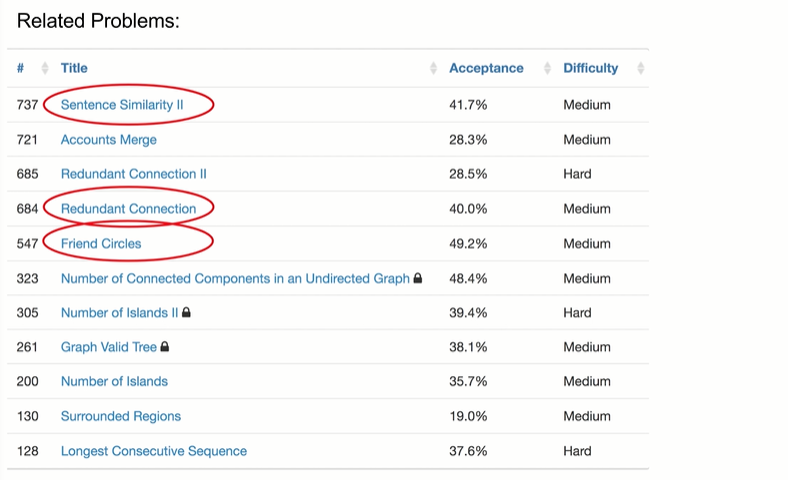 Related Problems:
# Title Acceptance Difficulty
737 Sentence Similarity II 41.7% Medium
721 Accounts Merge 28.3% Medium
685 Redundant Connection II 28.5% Hard
684 Redundant Connection 40.0% Medium
547 Friend Circles 49.2% Medium
323 Number of Connected Components in an Undirected Graph 48.4% Medium
305 Number of Islands II 39.4% Hard
261 Graph Valid Tree 38.1% Medium
200 Number of Islands 35.7% Medium
130 Surrounded Regions 19.0% Medium
128 Longest Consecutive Sequence 37.6% Hard